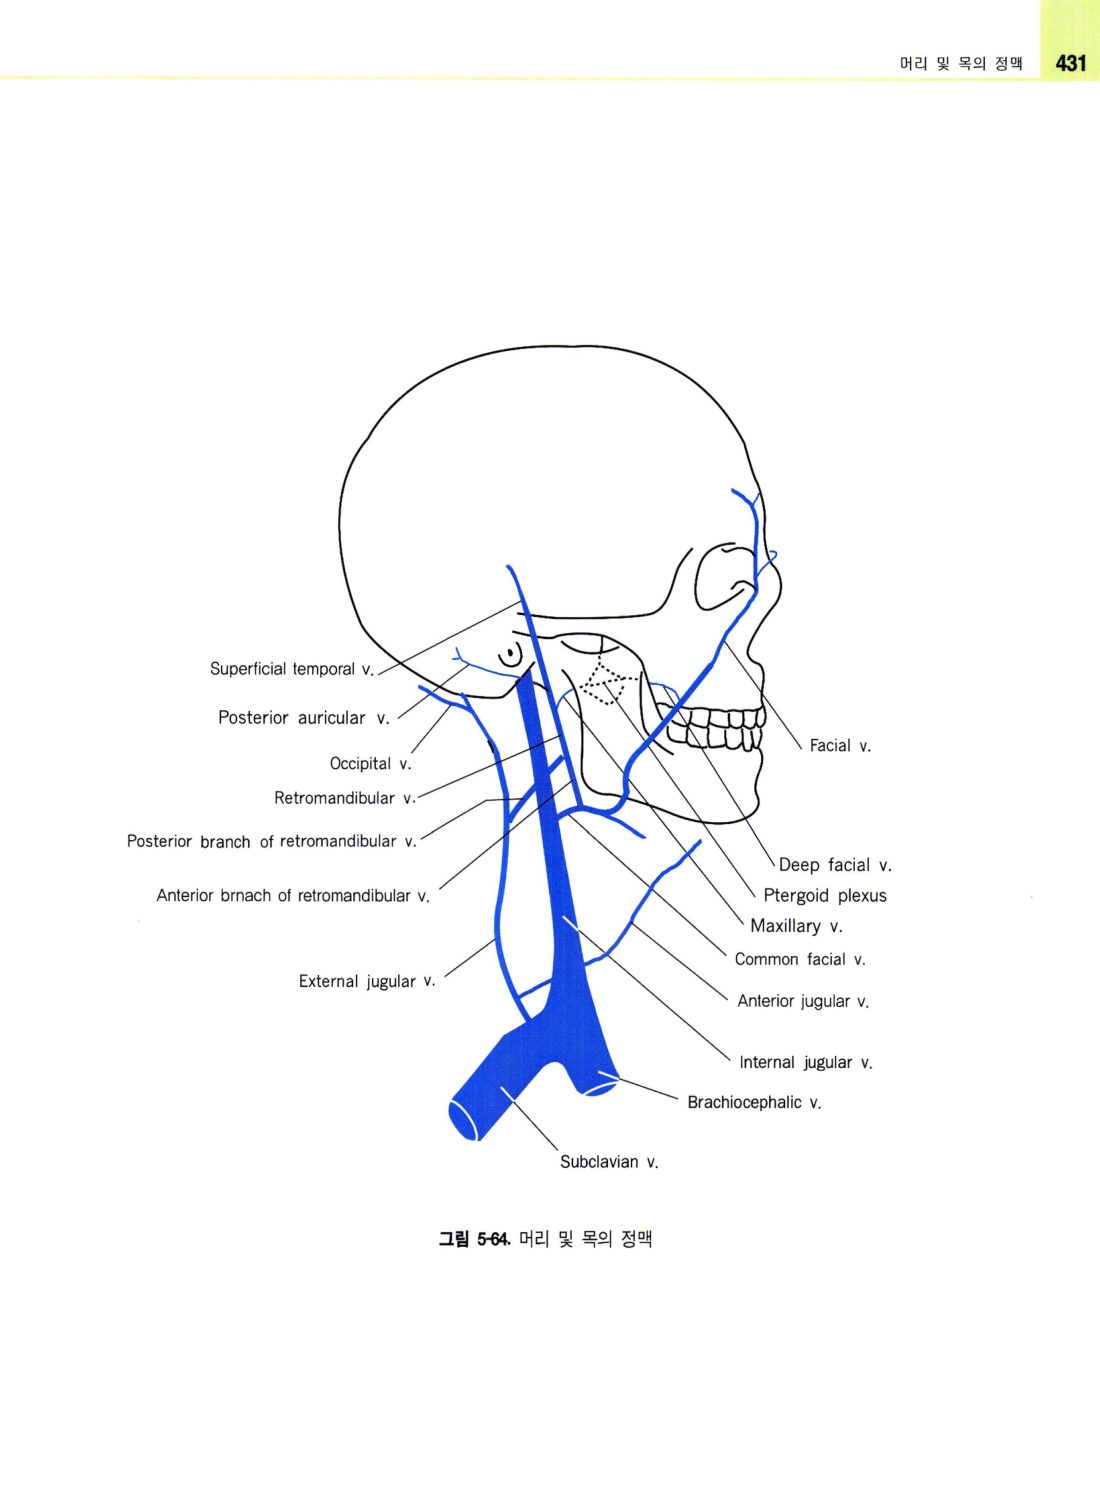 머리 및 목의 정맥 431
Superficial temporal v.
Posterior auricular v.
Occipital v.
Retromandibular v.
Posterior branch of retromandibular v.
Anterior brnach of retromandibular v.
External jugular v.
Facial v.
Deep facial v.
Ptergoid plexus
Maxillary v.
Common facial v.
Anterior jugular v.
Internal jugular v.
Brachiocephalic v.
Subclavian v.
그림 5-64. 머리 및 목의 정맥